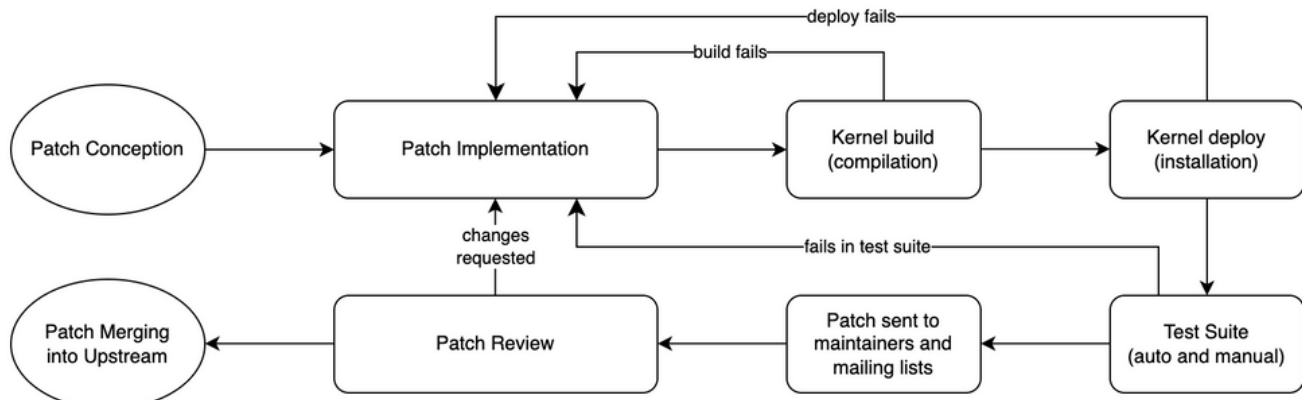 deploy fails
build fails
Patch Conception
Patch Implementation
Kernel build
(compilation)
Kernel deploy
(installation)
changes
requested
fails in test suite
Patch Merging
into Upstream
Patch Review
Patch sent to
maintainers and
mailing lists
Test Suite
(auto and manual)